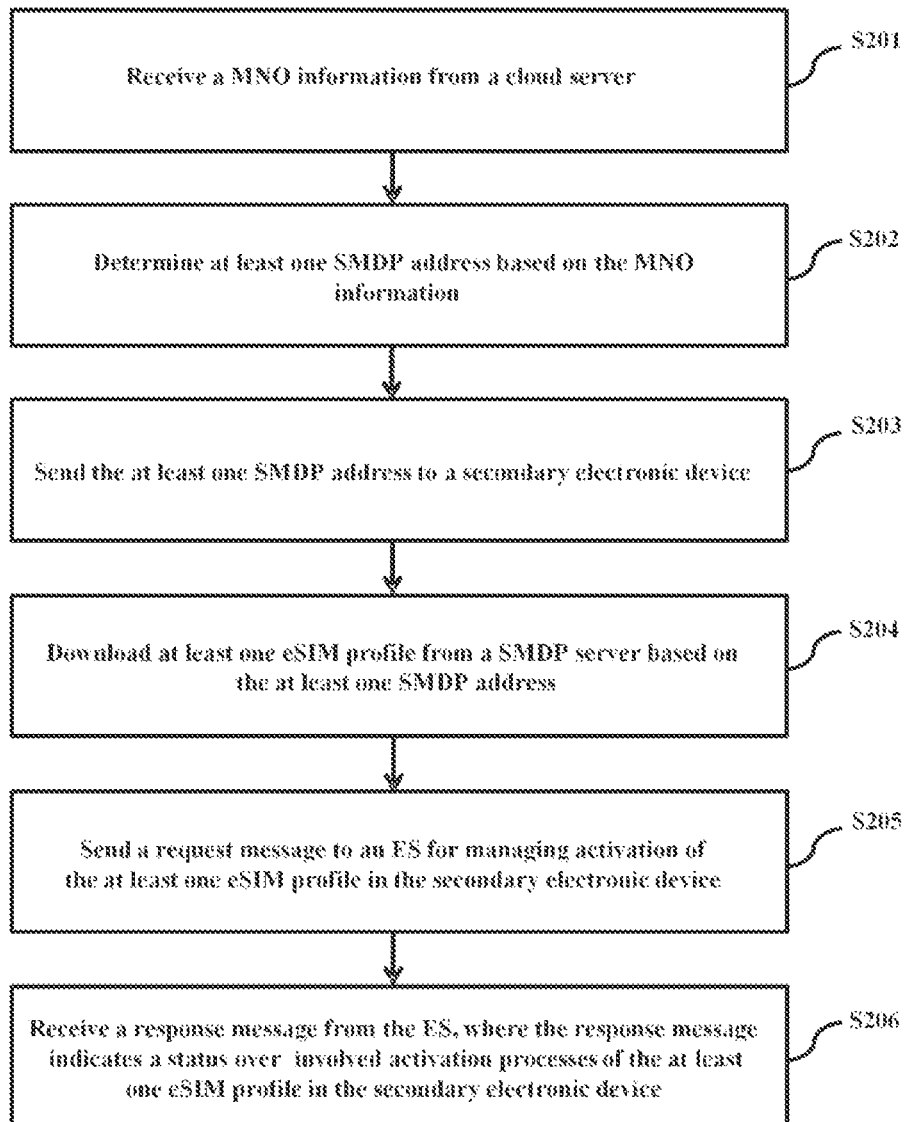 S201
Receive a MNO information from a cloud server
S202
Determine at least one SMDP address based on the MNO
information
S203
Send the at least one SMDP address to a secondary electronic device
S204
Download at least one eSIM profile from a SMDP server based on
the at least one SMDP address
S205
Send a request message to an ES for managing activation of
the at least one eSIM profile in the secondary electronic device
S206
Receive a response message from the ES, where the response message
indicates a status over involved activation processes of the at least
one eSIM profile in the secondary electronic device